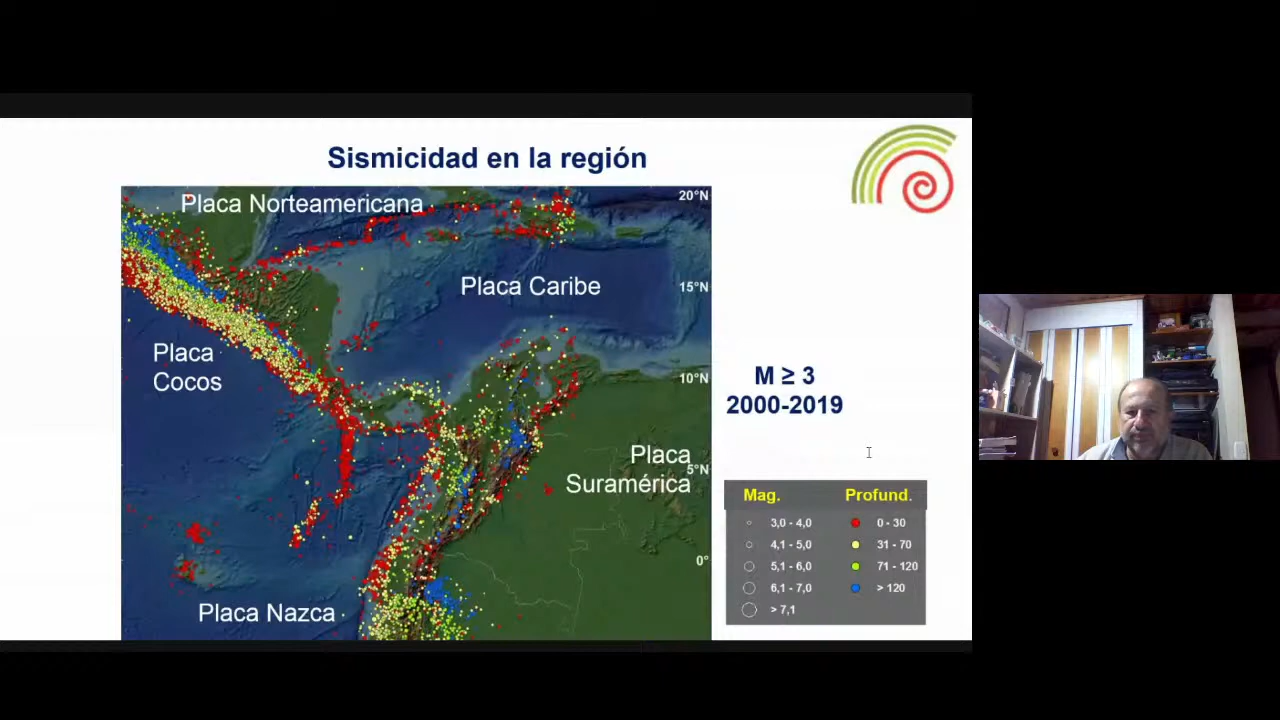 Sismicidad en la región
Placa Norteamericana
20°N
Placa Caribe
15°N
Placa
Cocos
10°N
M ≥ 3
2000-2019
Placa
5°N
Suramérica
0°
Placa Nazca
Mag. Profund.
3,0 - 4,0 0 - 30
4,1 - 5,0 31 - 70
5,1 - 6,0 71 - 120
6,1 - 7,0 > 120
> 7,1